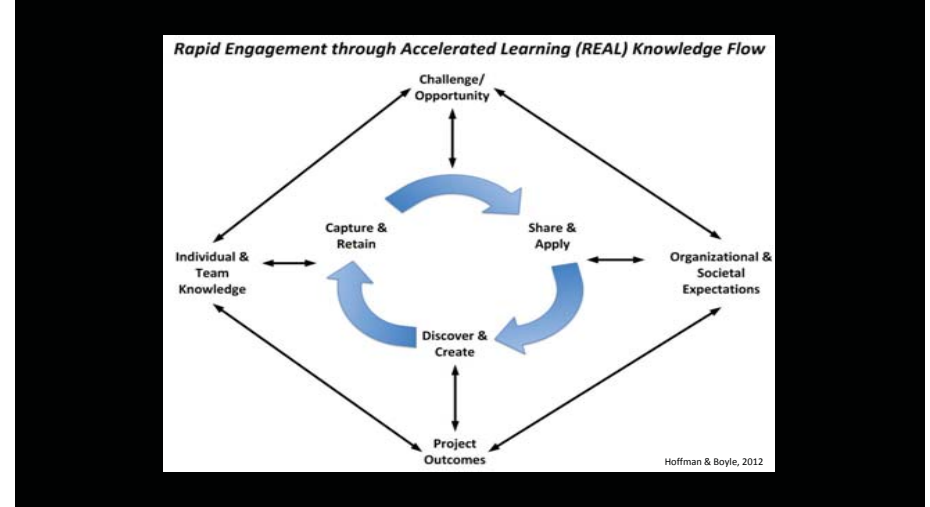 Rapid Engagement through Accelerated Learning (REAL) Knowledge Flow
Challenge/
Opportunity
Capture &
Retain
Share &
Apply
Individual &
Team
Knowledge
Organizational &
Societal
Expectations
Discover &
Create
Project
Outcomes
Hoffman & Boyle, 2012